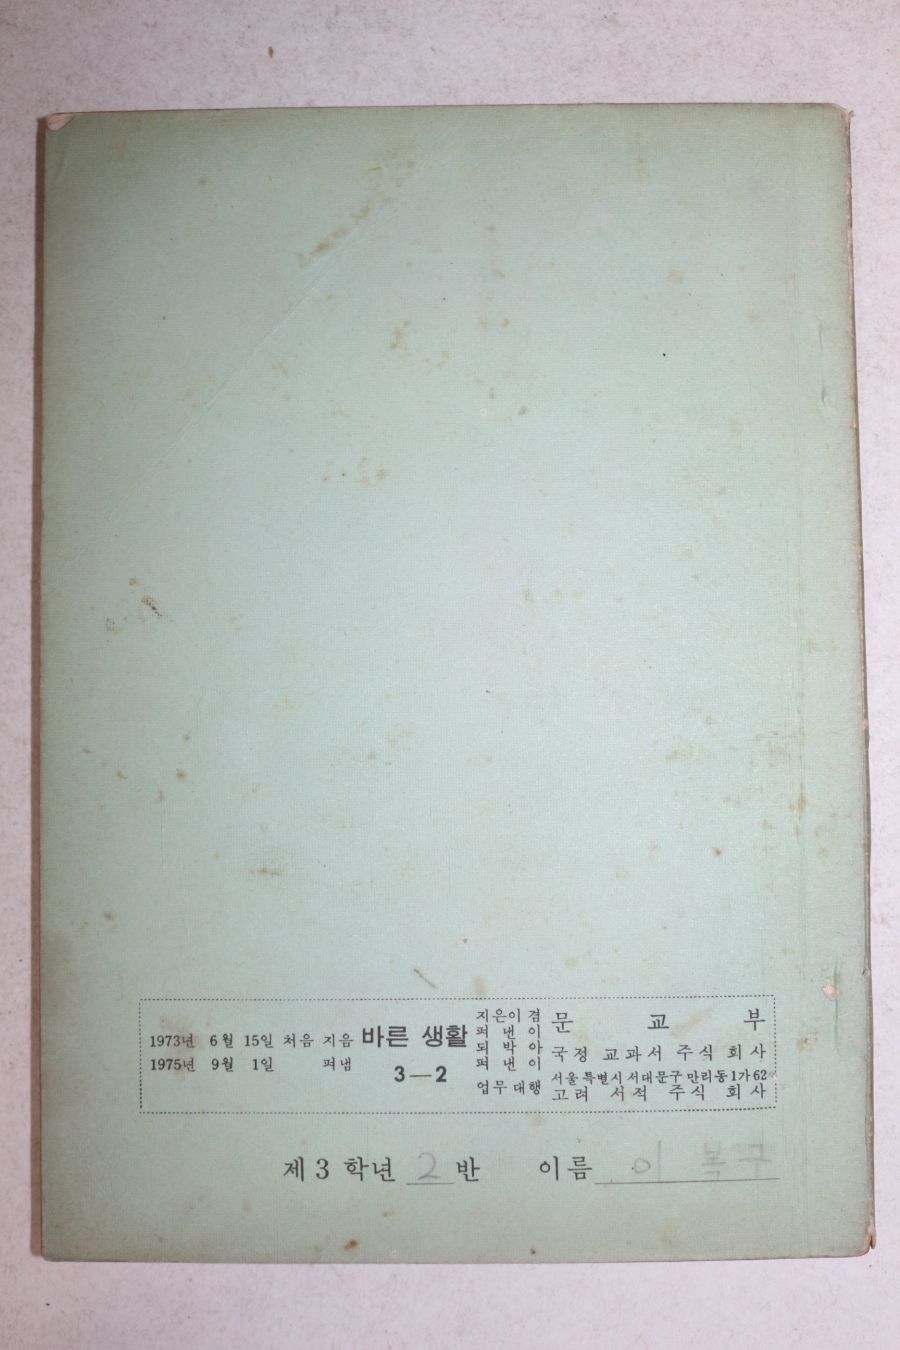 1973년 6월 15일 처음 지음
1975년 9월 1일 펴냄
바른 생활
3—2
지은이 겸
펴낸이
문교부
되박아
펴낸이
국정 교과서 주식 회사
서울 특별시 서대문구 만리동 1가 62
업무 대행
고려 서적 주식 회사
제 3 학년 2 반 이름 이 복구